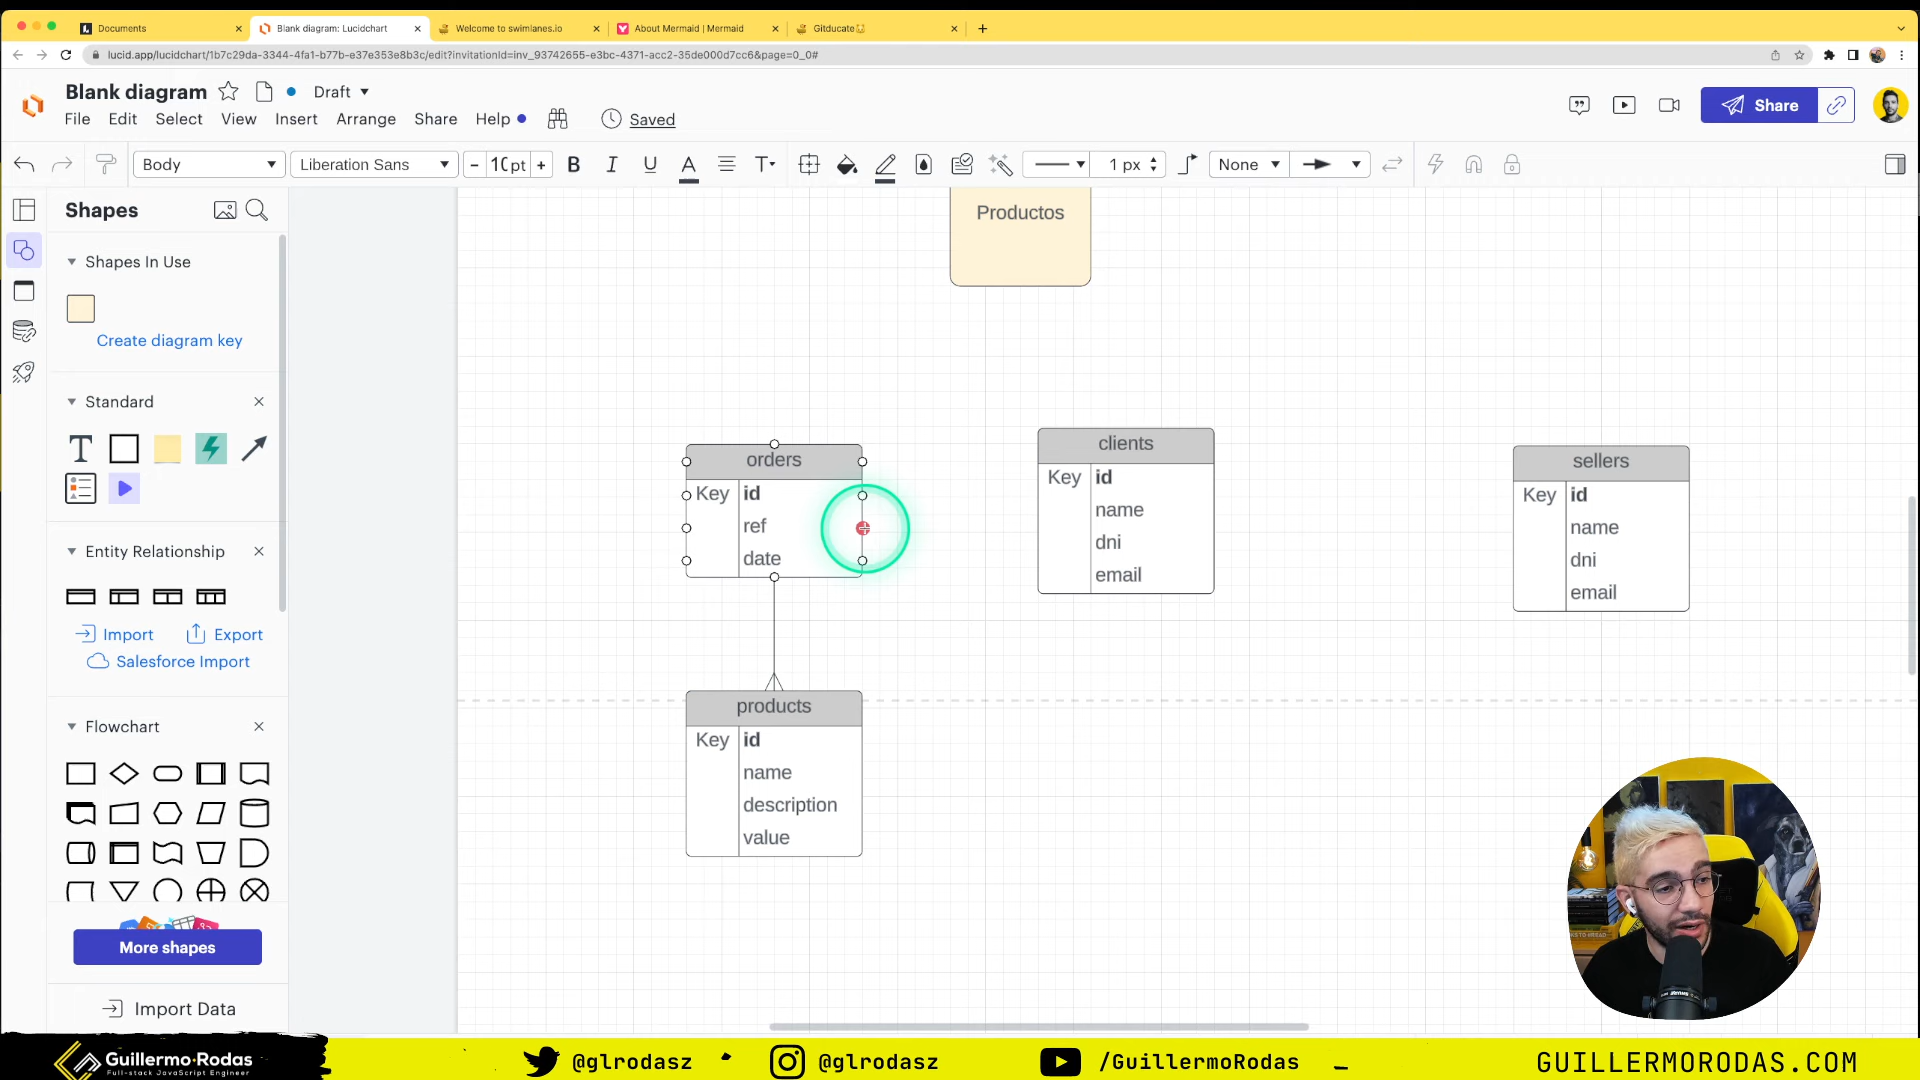 Documents
Blank diagram: Lucidchart
Welcome to swimlanes.io
About Mermaid | Mermaid
Gitducate
lucid.app/lucidchart/1b7c29da-3344-4fa1-b77b-e37e353e8b3c/edit?invitationId=inv_93742655-e3bc-4371-acc2-35de000d7cc6&page=0_0#
Blank diagram
Draft
File Edit Select View Insert Arrange Share Help Saved
Share
Body
Liberation Sans
10 pt
B I U A T
1 px
None
Shapes
Shapes In Use
Create diagram key
Standard
T
Entity Relationship
Import
Export
Salesforce Import
Flowchart
More shapes
Import Data
Productos
orders
Key id
ref
date
clients
Key id
name
dni
email
sellers
Key id
name
dni
email
products
Key id
name
description
value
Guillermo·Rodas
Full-stack JavaScript Engineer
@glrodasz
@glrodasz
/GuillermoRodas
GUILLERMORODAS.COM